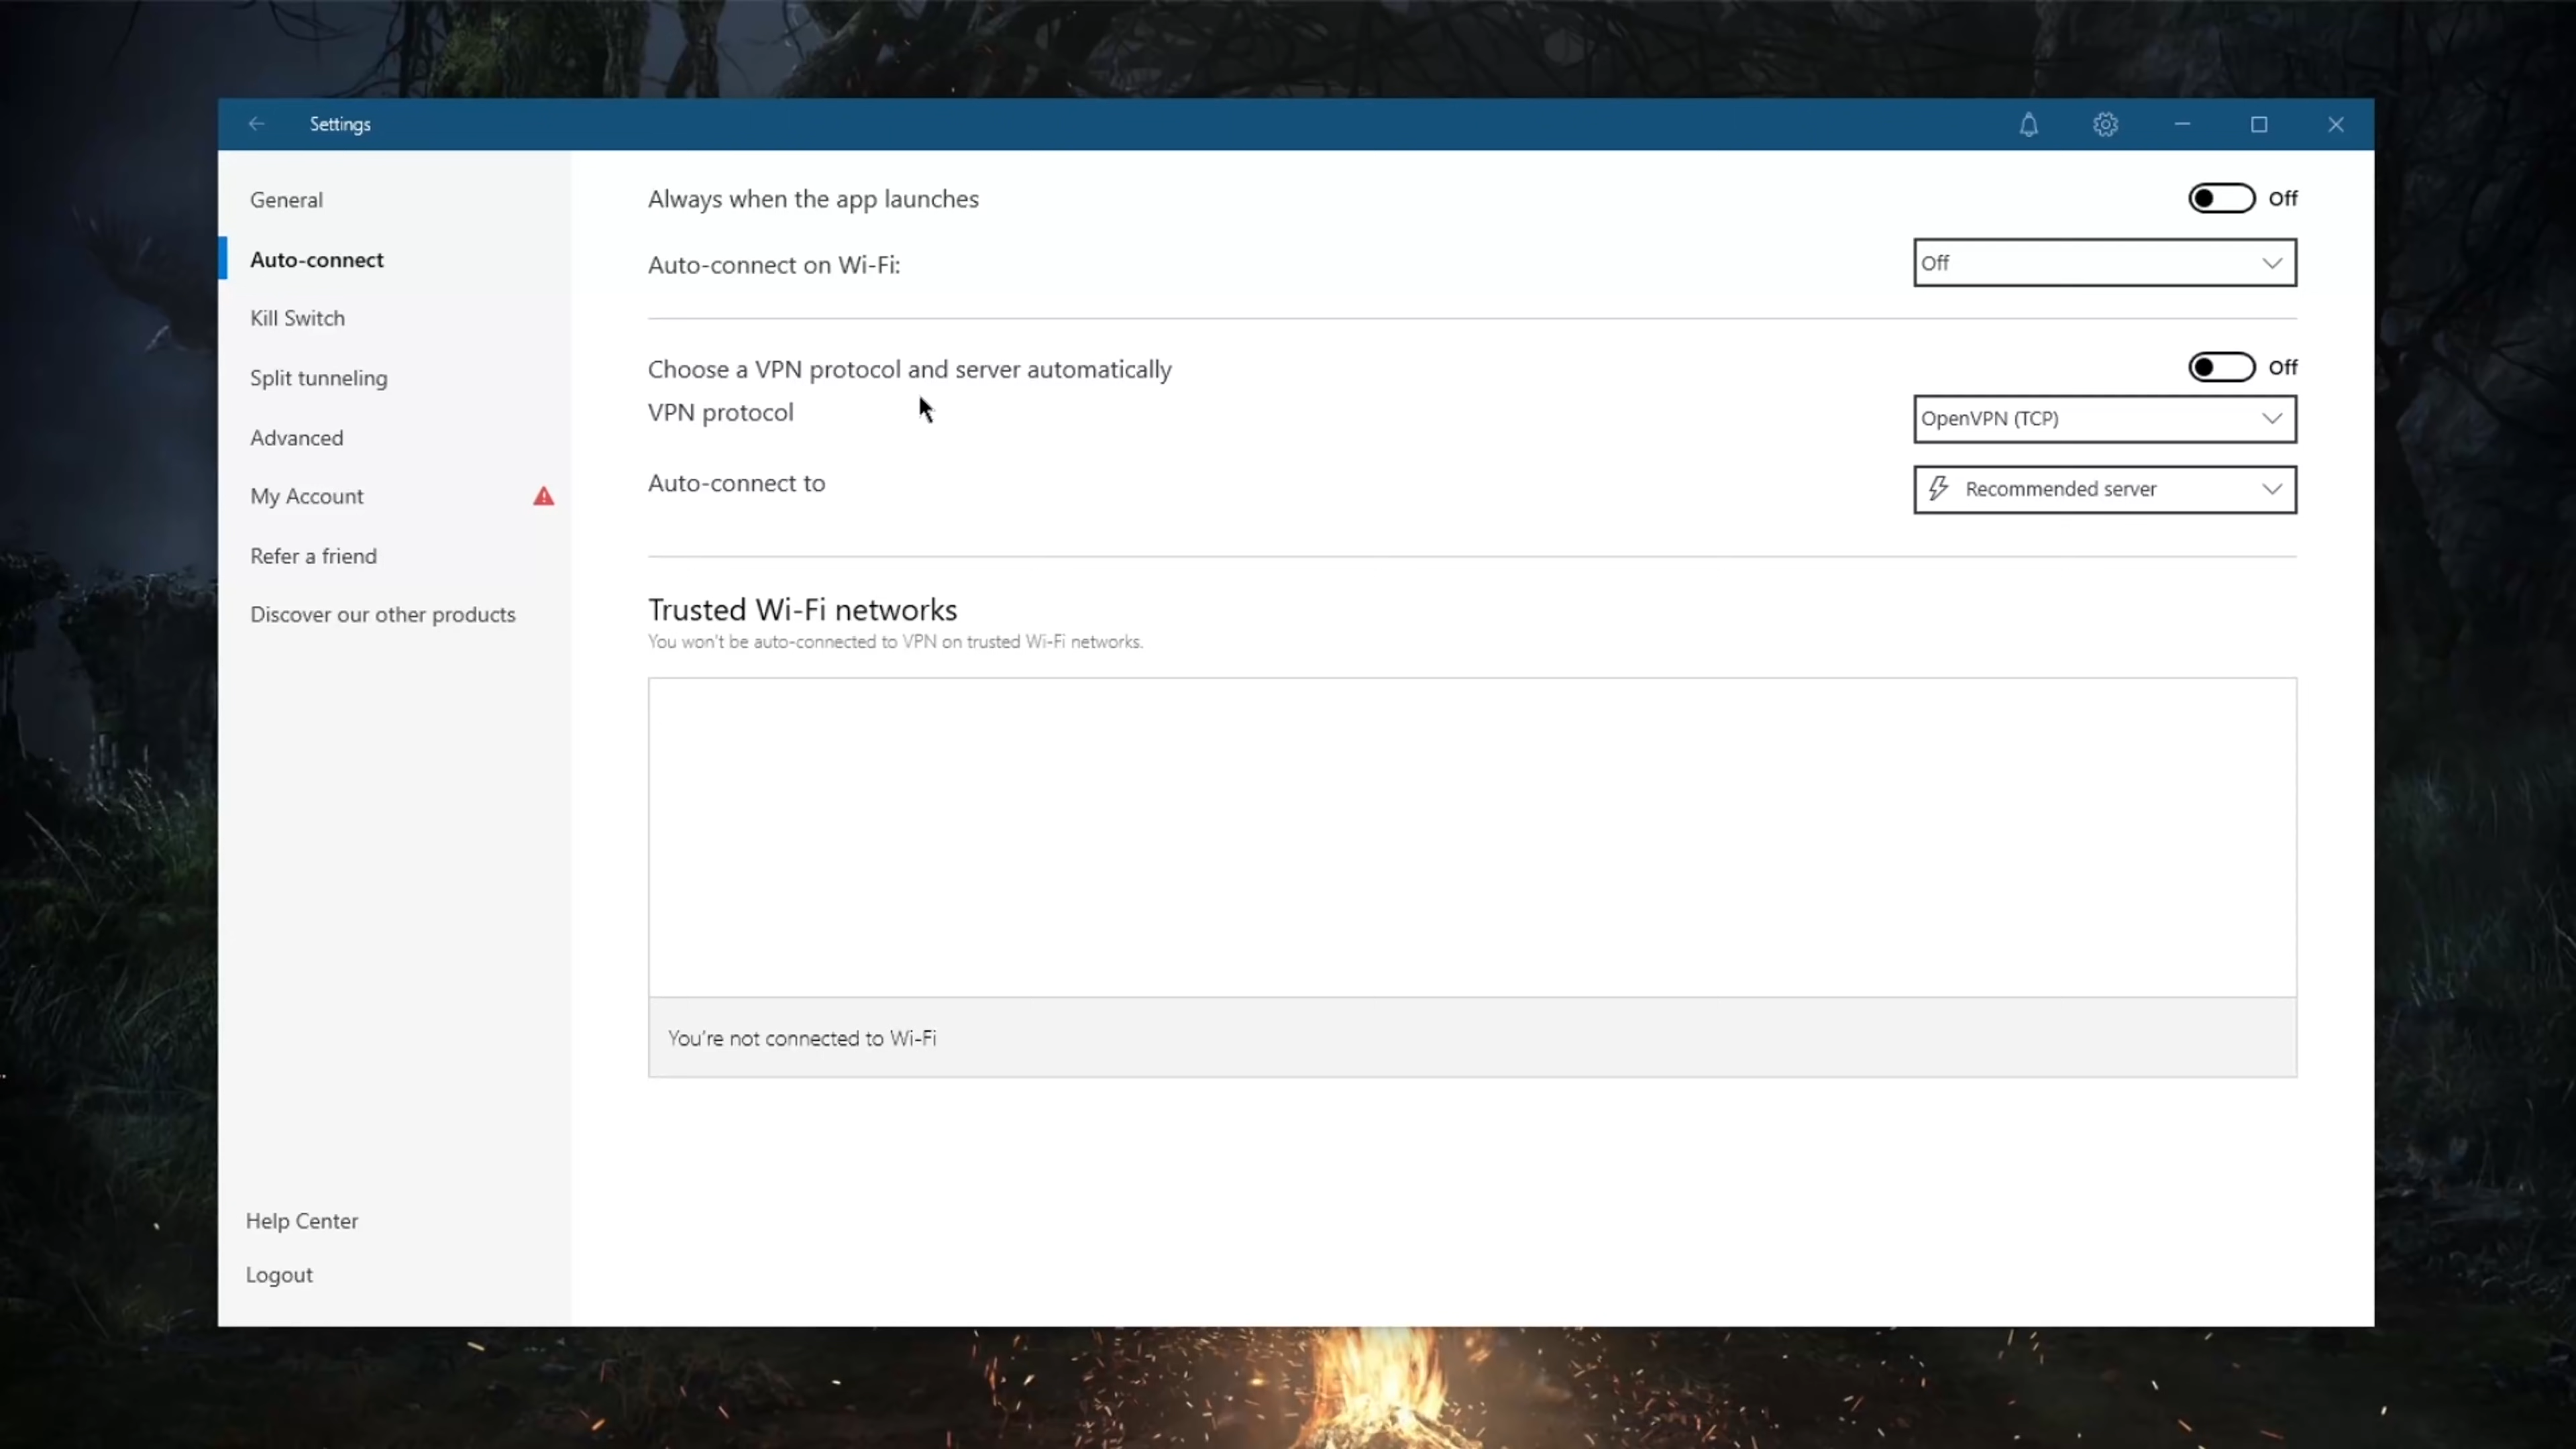 Settings
General
Auto-connect
Kill Switch
Split tunneling
Advanced
My Account
Refer a friend
Discover our other products
Help Center
Logout
Always when the app launches
Off
Auto-connect on Wi-Fi:
Off
Choose a VPN protocol and server automatically
Off
VPN protocol
OpenVPN (TCP)
Auto-connect to
Recommended server
Trusted Wi-Fi networks
You won't be auto-connected to VPN on trusted Wi-Fi networks.
You're not connected to Wi-Fi